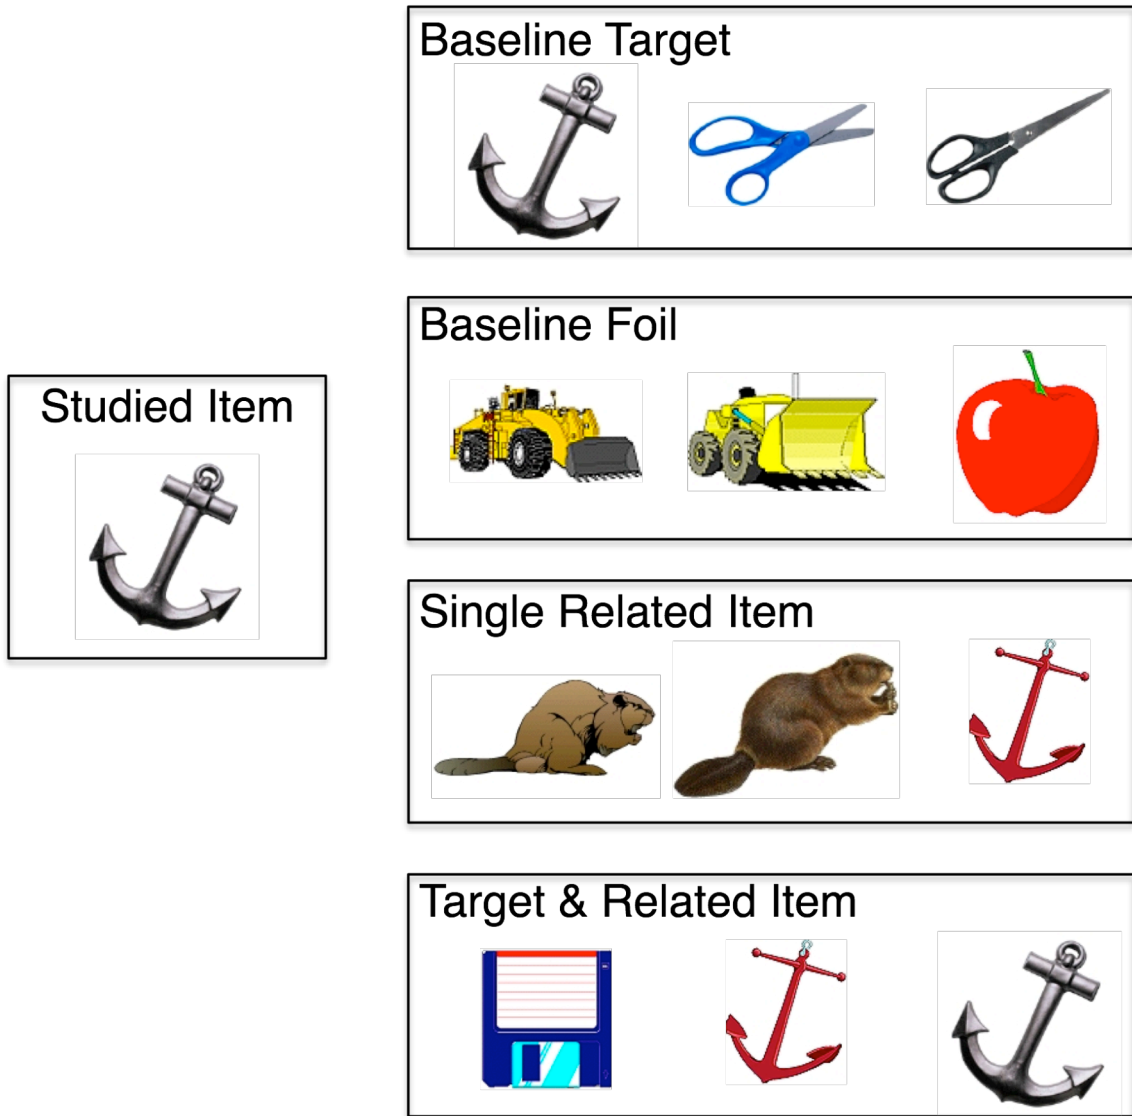 Baseline Target
Baseline Foil
Studied Item
Single Related Item
Target & Related Item